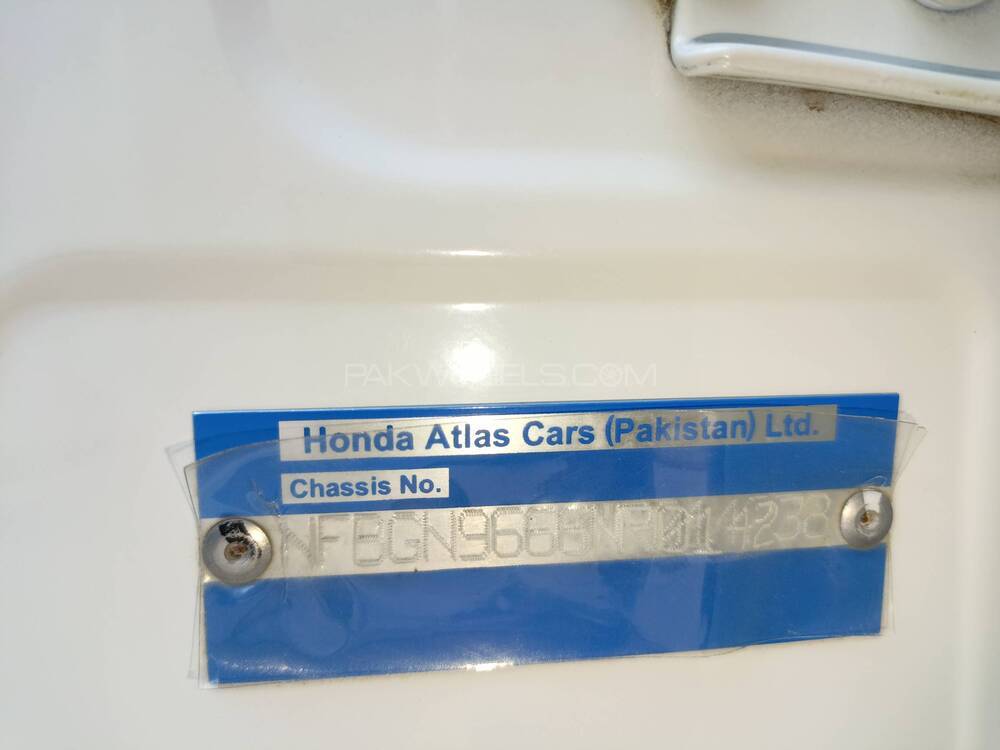 PAKWHEELS.COM
Honda Atlas Cars (Pakistan) Ltd.
Chassis No.